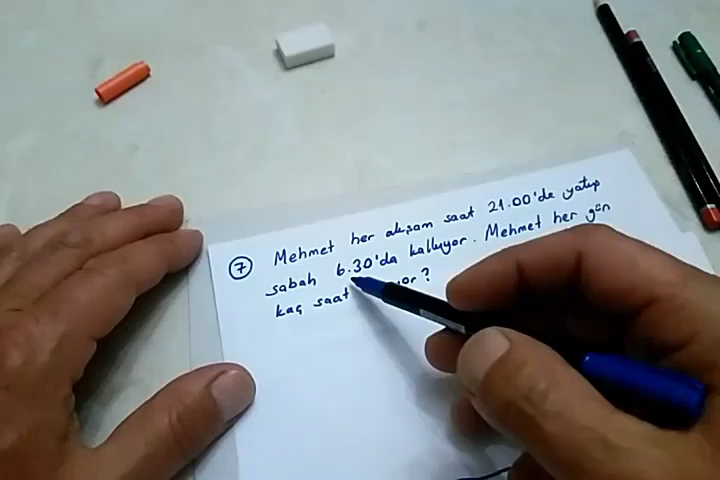 7 Mehmet her akşam saat 21.00'de yatıp
sabah 6.30'da kalkıyor. Mehmet her gün
kaç saat ?